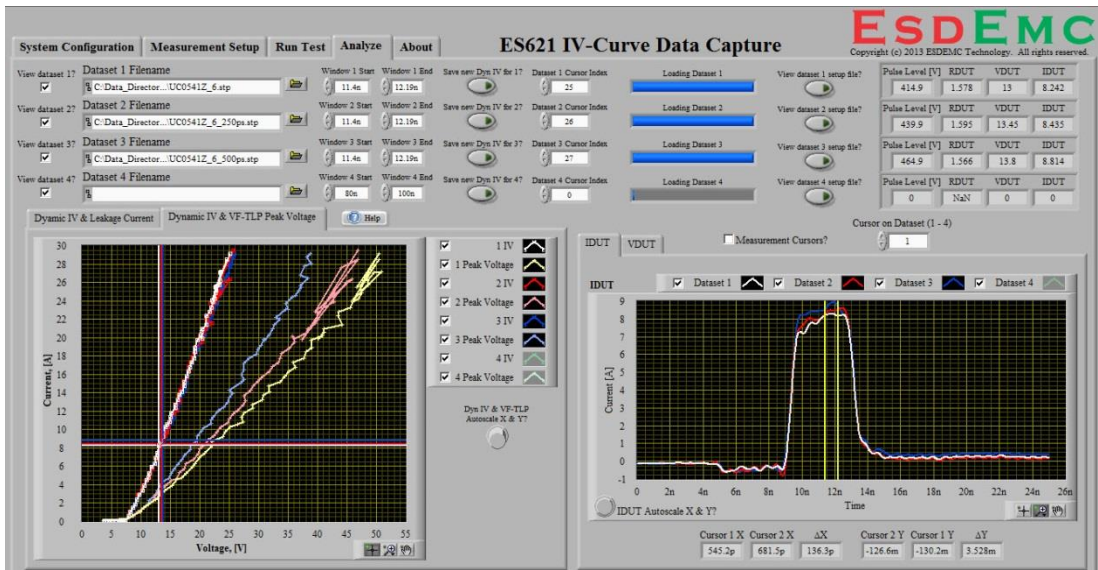 ESDEMC
System Configuration Measurement Setup Run Test Analyze About ES621 IV-Curve Data Capture
Copyright (c) 2013 ESDEMC Technology. All rights reserved.
View dataset 1? Dataset 1 Filename Window 1 Start Window 1 End Save new Dyn IV for 1? Dataset 1 Cursor Index Loading Dataset 1 View dataset 1 setup file? Pulse Level [V] RDUT VDUT IDUT
C:\Data_Director...\UC0541Z_6.stp 11.4n 12.19n 25 414.9 1.578 13 8.242
View dataset 2? Dataset 2 Filename Window 2 Start Window 2 End Save new Dyn IV for 2? Dataset 2 Cursor Index Loading Dataset 2 View dataset 2 setup file? Pulse Level [V] RDUT VDUT IDUT
C:\Data_Director...\UC0541Z_6_250ps.stp 11.4n 12.19n 26 439.9 1.595 13.45 8.435
View dataset 3? Dataset 3 Filename Window 3 Start Window 3 End Save new Dyn IV for 3? Dataset 3 Cursor Index Loading Dataset 3 View dataset 3 setup file? Pulse Level [V] RDUT VDUT IDUT
C:\Data_Director...\UC0541Z_6_500ps.stp 11.4n 12.19n 27 464.9 1.566 13.8 8.814
View dataset 4? Dataset 4 Filename Window 4 Start Window 4 End Save new Dyn IV for 4? Dataset 4 Cursor Index Loading Dataset 4 View dataset 4 setup file? Pulse Level [V] RDUT VDUT IDUT
80n 100n 0 0 NaN 0 0
Dyamic IV & Leakage Current Dynamic IV & VF-TLP Peak Voltage Help
Cursor on Dataset (1 - 4)
IDUT VDUT Measurement Cursors? 1
1 IV
1 Peak Voltage
2 IV
2 Peak Voltage
3 IV
3 Peak Voltage
4 IV
4 Peak Voltage
Dyn IV & VF-TLP
Autoscale X & Y?
30
28
26
24
22
20
18
16
14
12
10
8
6
4
2
0
Current, [A]
0 5 10 15 20 25 30 35 40 45 50 55
Voltage, [V]
IDUT Dataset 1 Dataset 2 Dataset 3 Dataset 4
9
8
7
6
5
4
3
2
1
0
-1
Current [A]
0 2n 4n 6n 8n 10n 12n 14n 16n 18n 20n 22n 24n 26n
IDUT Autoscale X & Y? Time
Cursor 1 X Cursor 2 X ΔX Cursor 2 Y Cursor 1 Y ΔY
545.2p 681.5p 136.3p -126.6m -130.2m 3.528m